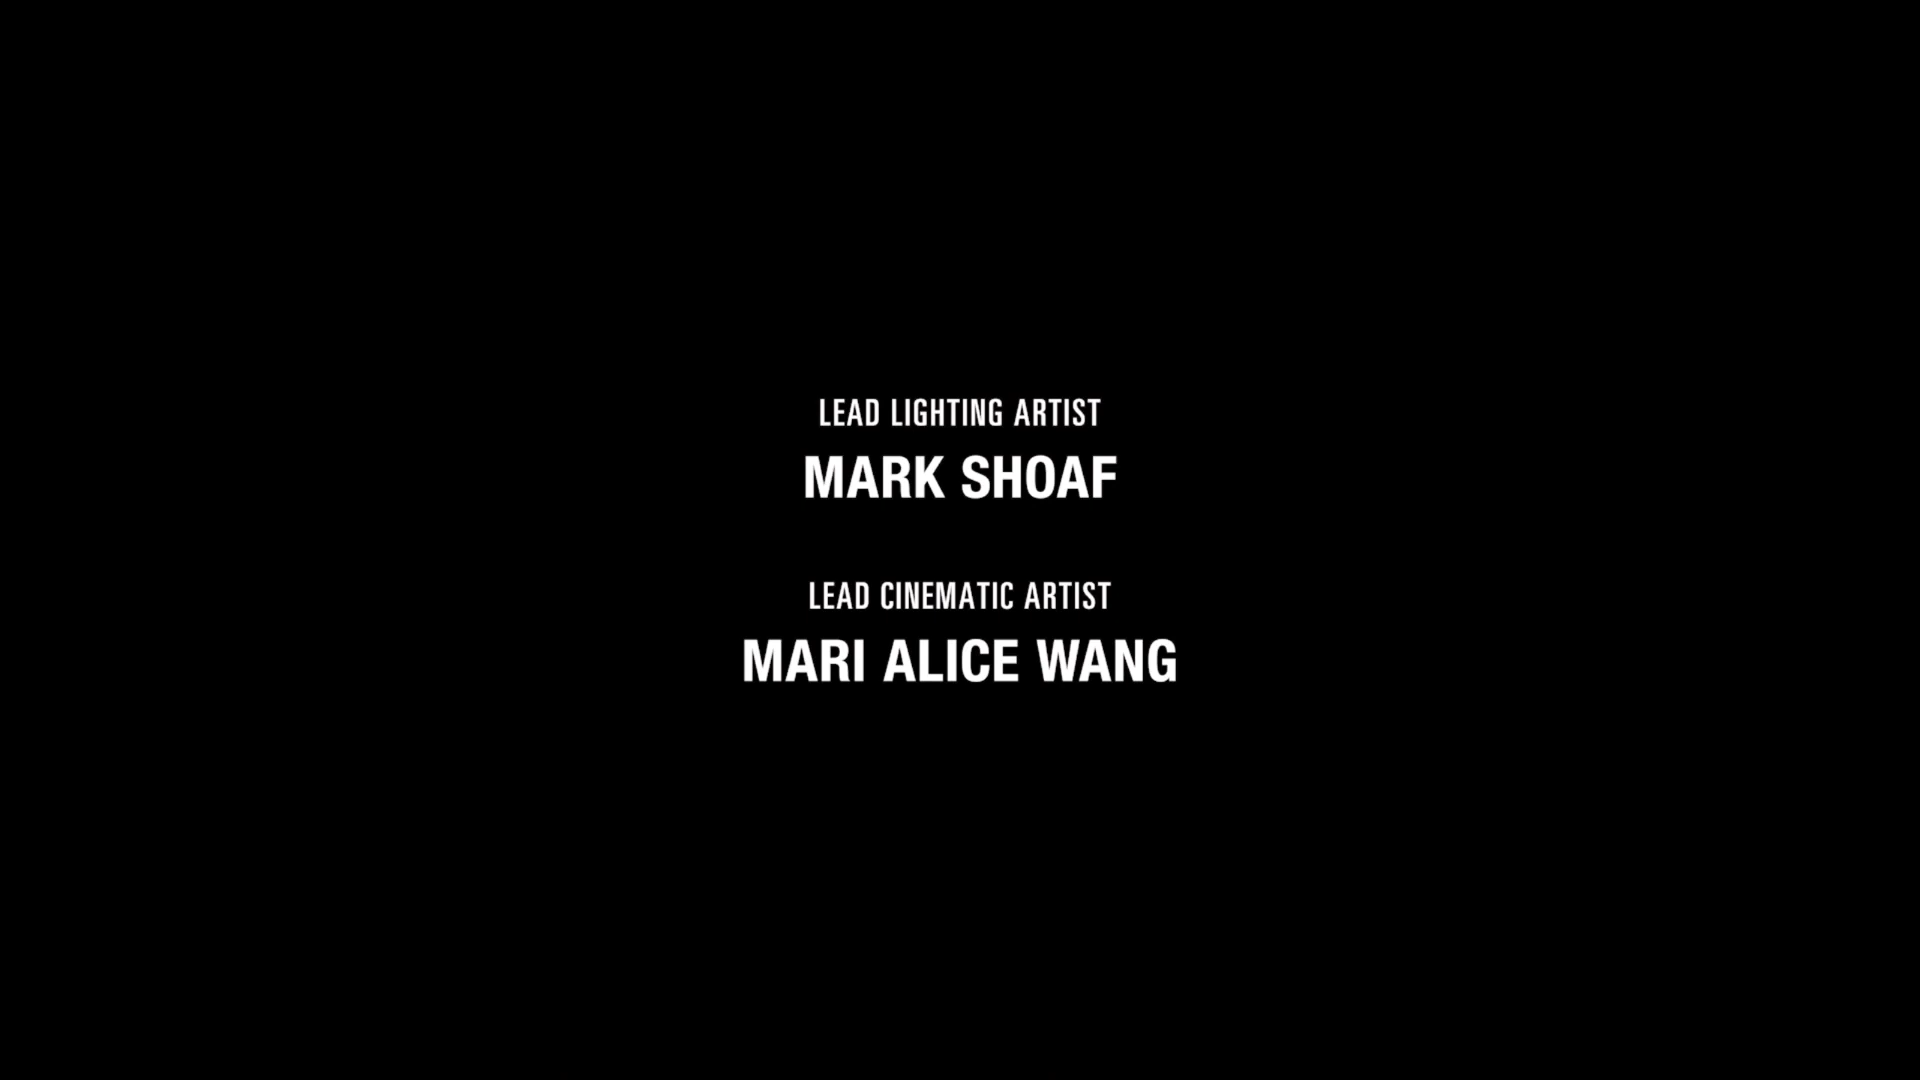 LEAD LIGHTING ARTIST
MARK SHOAF
LEAD CINEMATIC ARTIST
MARI ALICE WANG